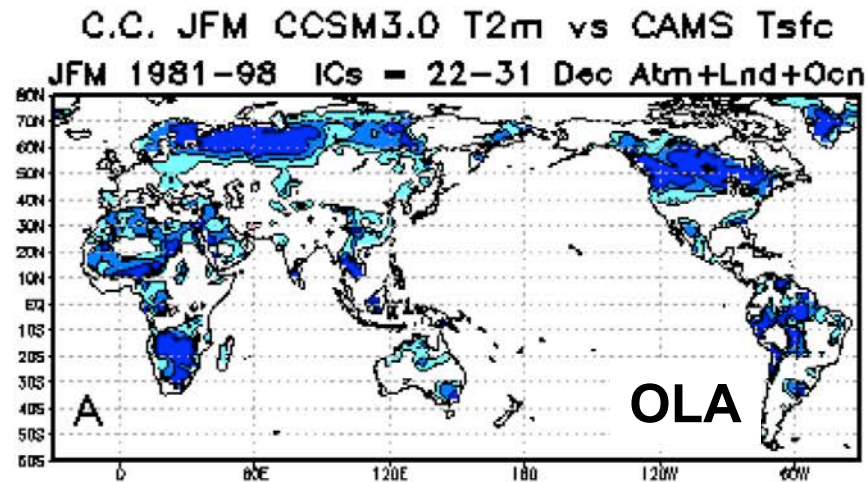 C.C. JFM CCSM3.0 T2m vs CAMS Tsfc
JFM 1981-98 ICs = 22-31 Dec Atm+Lnd+Ocn
80N
70N
60N
50N
40N
30N
20N
10N
EQ
10S
20S
30S
40S
50S
60S
A
OLA
0
60E
120E
180
120W
60W